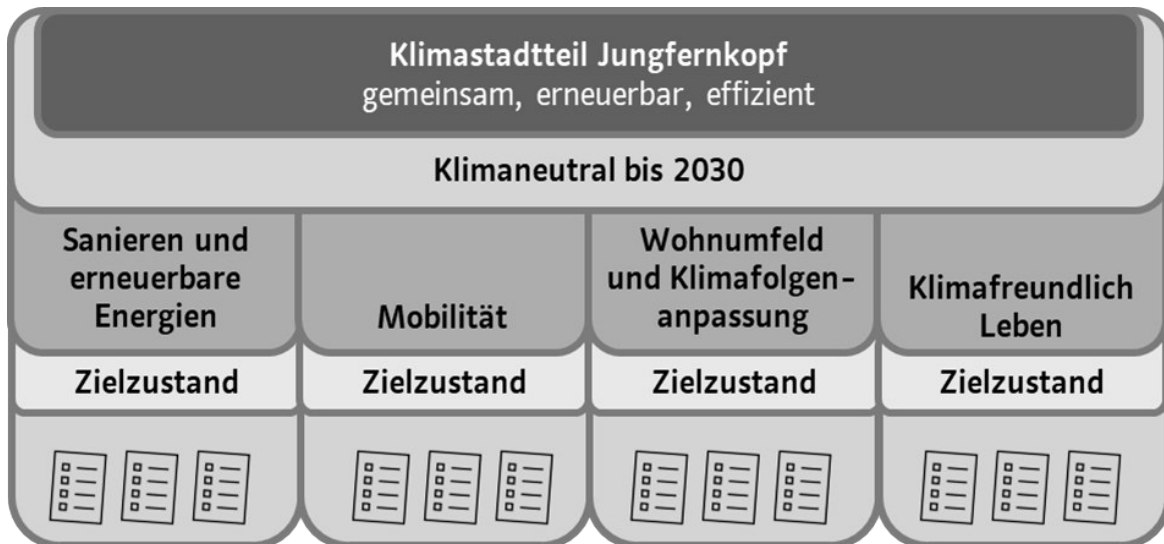 Klimastadtteil Jungfernkopf
gemeinsam, erneuerbar, effizient
Klimaneutral bis 2030
Sanieren und
erneuerbare
Energien
Mobilität
Wohnumfeld
und Klimafolgen-
anpassung
Klimafreundlich
Leben
Zielzustand
Zielzustand
Zielzustand
Zielzustand